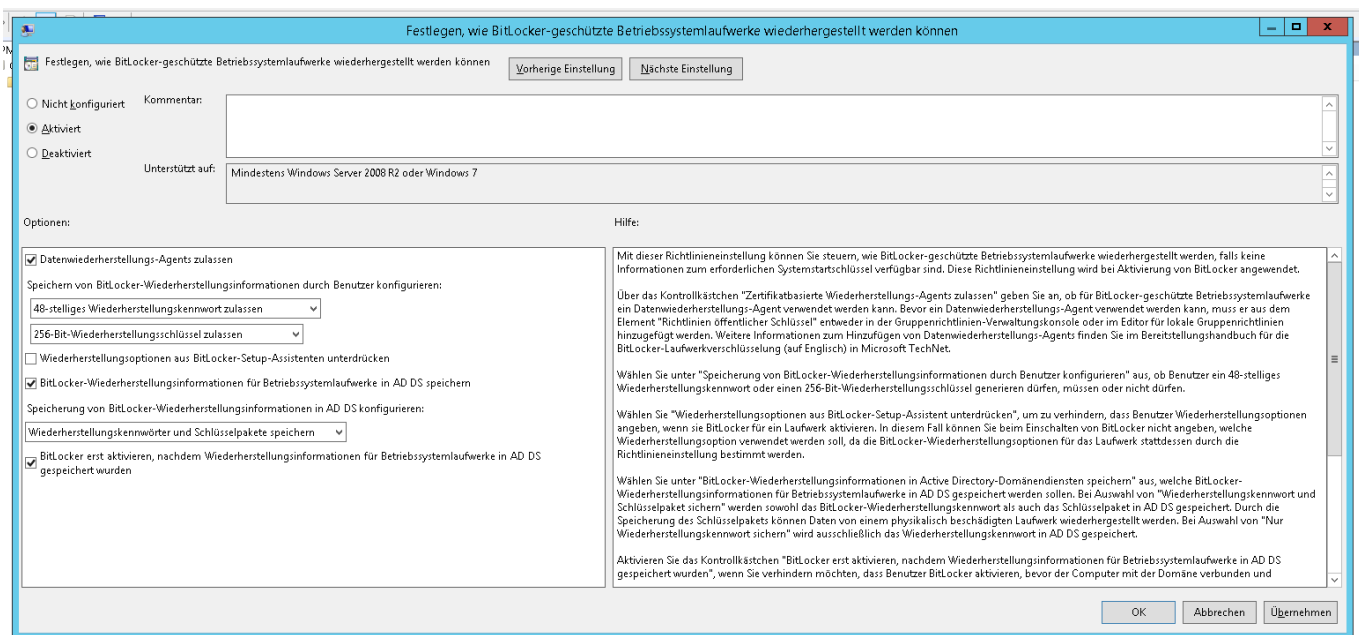 Festlegen, wie BitLocker-geschützte Betriebssystemlaufwerke wiederhergestellt werden können
Festlegen, wie BitLocker-geschützte Betriebssystemlaufwerke wiederhergestellt werden können
Vorherige Einstellung
Nächste Einstellung
Nicht konfiguriert
Kommentar:
Aktiviert
Deaktiviert
Unterstützt auf:
Mindestens Windows Server 2008 R2 oder Windows 7
Optionen:
Hilfe:
Datenwiederherstellungs-Agents zulassen
Speichern von BitLocker-Wiederherstellungsinformationen durch Benutzer konfigurieren:
48-stelliges Wiederherstellungskennwort zulassen
256-Bit-Wiederherstellungsschlüssel zulassen
Wiederherstellungsoptionen aus BitLocker-Setup-Assistenten unterdrücken
BitLocker-Wiederherstellungsinformationen für Betriebssystemlaufwerke in AD DS speichern
Speicherung von BitLocker-Wiederherstellungsinformationen in AD DS konfigurieren:
Wiederherstellungskennwörter und Schlüsselpakete speichern
BitLocker erst aktivieren, nachdem Wiederherstellungsinformationen für Betriebssystemlaufwerke in AD DS
gespeichert wurden
Mit dieser Richtlinieneinstellung können Sie steuern, wie BitLocker-geschützte Betriebssystemlaufwerke wiederhergestellt werden, falls keine
Informationen zum erforderlichen Systemstartschlüssel verfügbar sind. Diese Richtlinieneinstellung wird bei Aktivierung von BitLocker angewendet.
Über das Kontrollkästchen "Zertifikatbasierte Wiederherstellungs-Agents zulassen" geben Sie an, ob für BitLocker-geschützte Betriebssystemlaufwerke
ein Datenwiederherstellungs-Agent verwendet werden kann. Bevor ein Datenwiederherstellungs-Agent verwendet werden kann, muss er aus dem
Element "Richtlinien öffentlicher Schlüssel" entweder in der Gruppenrichtlinien-Verwaltungskonsole oder im Editor für lokale Gruppenrichtlinien
hinzugefügt werden. Weitere Informationen zum Hinzufügen von Datenwiederherstellungs-Agents finden Sie im Bereitstellungshandbuch für die
BitLocker-Laufwerkverschlüsselung (auf Englisch) in Microsoft TechNet.
Wählen Sie unter "Speicherung von BitLocker-Wiederherstellungsinformationen durch Benutzer konfigurieren" aus, ob Benutzer ein 48-stelliges
Wiederherstellungskennwort oder einen 256-Bit-Wiederherstellungsschlüssel generieren dürfen, müssen oder nicht dürfen.
Wählen Sie "Wiederherstellungsoptionen aus BitLocker-Setup-Assistent unterdrücken", um zu verhindern, dass Benutzer Wiederherstellungsoptionen
angeben, wenn sie BitLocker für ein Laufwerk aktivieren. In diesem Fall können Sie beim Einschalten von BitLocker nicht angeben, welche
Wiederherstellungsoption verwendet werden soll, da die BitLocker-Wiederherstellungsoptionen für das Laufwerk stattdessen durch die
Richtlinieneinstellung bestimmt werden.
Wählen Sie unter "BitLocker-Wiederherstellungsinformationen in Active Directory-Domänendiensten speichern" aus, welche BitLocker-
Wiederherstellungsinformationen für Betriebssystemlaufwerke in AD DS gespeichert werden sollen. Bei Auswahl von "Wiederherstellungskennwort und
Schlüsselpaket sichern" werden sowohl das BitLocker-Wiederherstellungskennwort als auch das Schlüsselpaket in AD DS gespeichert. Durch die
Speicherung des Schlüsselpakets können Daten von einem physikalisch beschädigten Laufwerk wiederhergestellt werden. Bei Auswahl von "Nur
Wiederherstellungskennwort sichern" wird ausschließlich das Wiederherstellungskennwort in AD DS gespeichert.
Aktivieren Sie das Kontrollkästchen "BitLocker erst aktivieren, nachdem Wiederherstellungsinformationen für Betriebssystemlaufwerke in AD DS
gespeichert wurden", wenn Sie verhindern möchten, dass Benutzer BitLocker aktivieren, bevor der Computer mit der Domäne verbunden und
OK
Abbrechen
Übernehmen